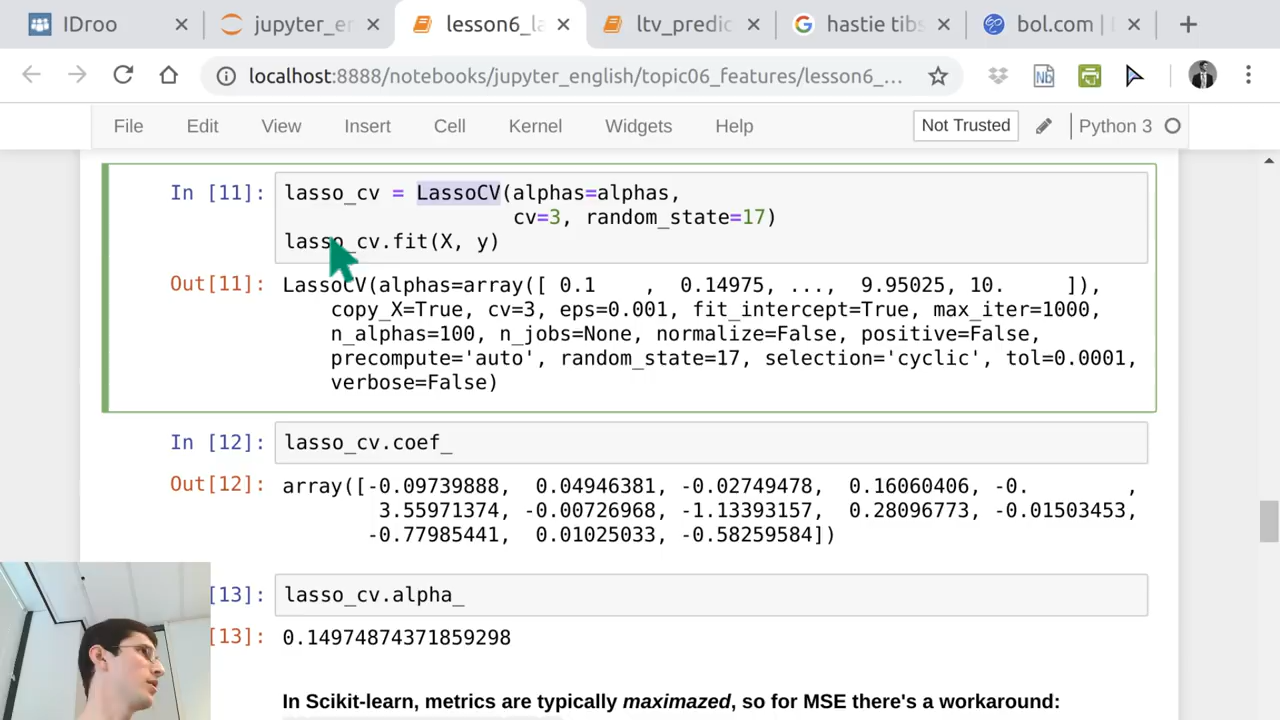 IDroo
jupyter_en
lesson6_la
ltv_predic
hastie tibs
bol.com |
localhost:8888/notebooks/jupyter_english/topic06_features/lesson6_...
Nb
File Edit View Insert Cell Kernel Widgets Help
Not Trusted
Python 3
In [11]: lasso_cv = LassoCV(alphas=alphas,
cv=3, random_state=17)
lasso_cv.fit(X, y)
Out[11]: LassoCV(alphas=array([ 0.1 , 0.14975, ..., 9.95025, 10. ]),
copy_X=True, cv=3, eps=0.001, fit_intercept=True, max_iter=1000,
n_alphas=100, n_jobs=None, normalize=False, positive=False,
precompute='auto', random_state=17, selection='cyclic', tol=0.0001,
verbose=False)
In [12]: lasso_cv.coef_
Out[12]: array([-0.09739888, 0.04946381, -0.02749478, 0.16060406, -0. ,
3.55971374, -0.00726968, -1.13393157, 0.28096773, -0.01503453,
-0.77985441, 0.01025033, -0.58259584])
[13]: lasso_cv.alpha_
[13]: 0.14974874371859298
In Scikit-learn, metrics are typically maximazed, so for MSE there's a workaround: